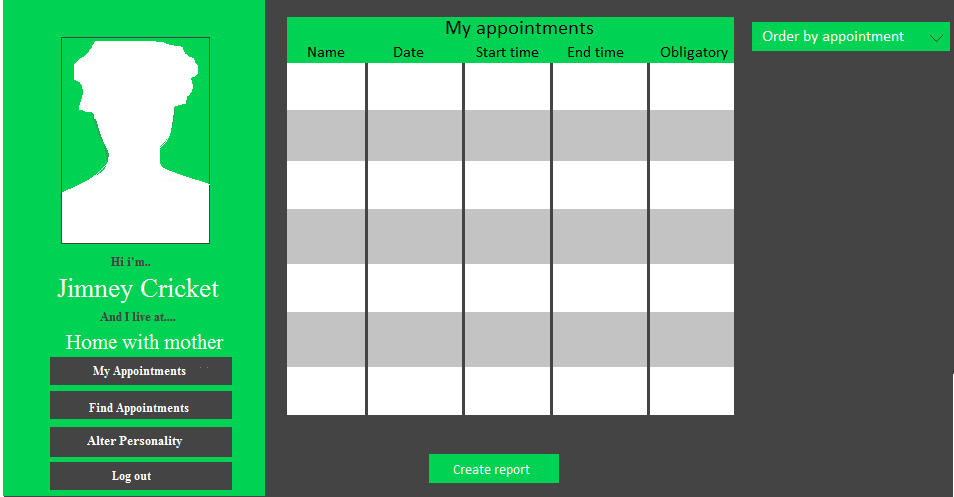 Hi i'm..
Jimney Cricket
And I live at....
Home with mother
My Appointments
Find Appointments
Alter Personality
Log out
My appointments
Name Date Start time End time Obligatory
Create report
Order by appointment